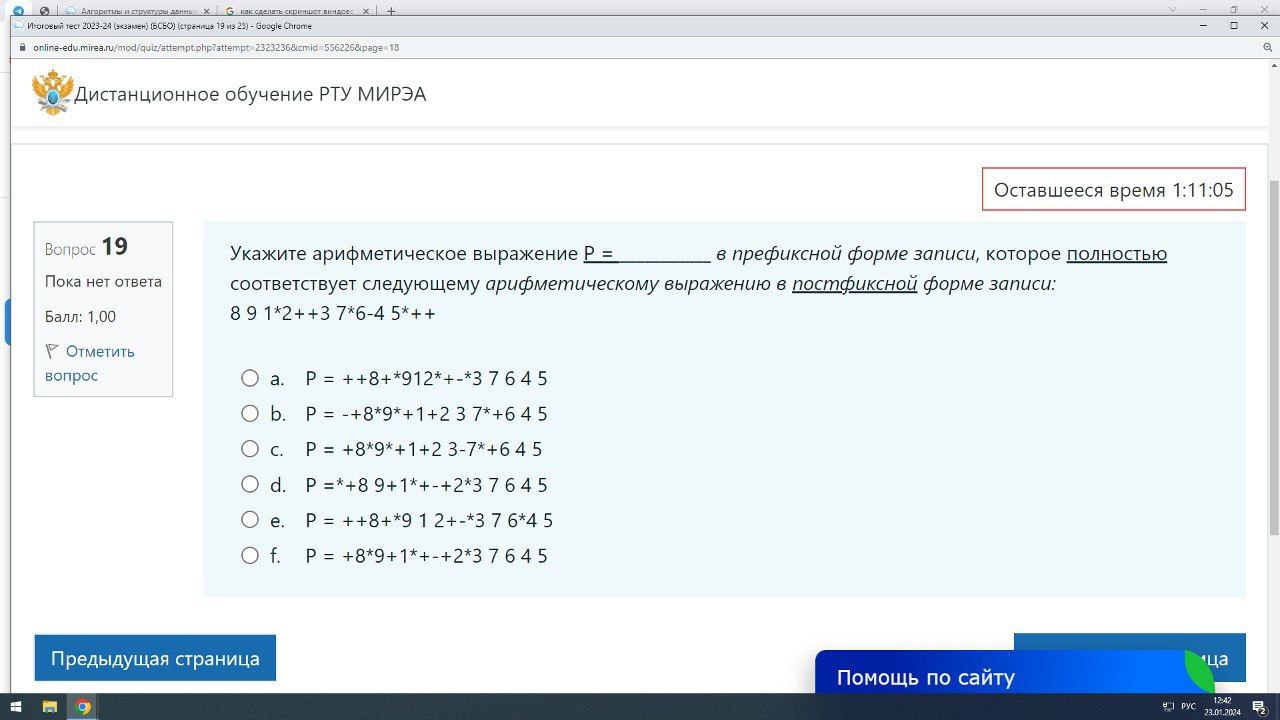 Алгоритмы и структуры данны
как сделать скриншот виндовс
Итоговый тест 2023-24 (экзамен) (БСБО) (страница 19 из 25) - Google Chrome
online-edu.mirea.ru/mod/quiz/attempt.php?attempt=2323236&cmid=556226&page=18
Дистанционное обучение РТУ МИРЭА
Оставшееся время 1:11:05
Вопрос 19
Пока нет ответа
Балл: 1,00
Отметить
вопрос
Укажите арифметическое выражение P = __________ в префиксной форме записи, которое полностью
соответствует следующему арифметическому выражению в постфиксной форме записи:
8 9 1*2++3 7*6-4 5*++
a. P = ++8+*912*+-*3 7 6 4 5
b. P = -+8*9*+1+2 3 7*+6 4 5
c. P = +8*9*+1+2 3-7*+6 4 5
d. P =*+8 9+1*+-+2*3 7 6 4 5
e. P = ++8+*9 1 2+-*3 7 6*4 5
f. P = +8*9+1*+-+2*3 7 6 4 5
Предыдущая страница
ица
Помощь по сайту
РУС
12:42
23.01.2024
2